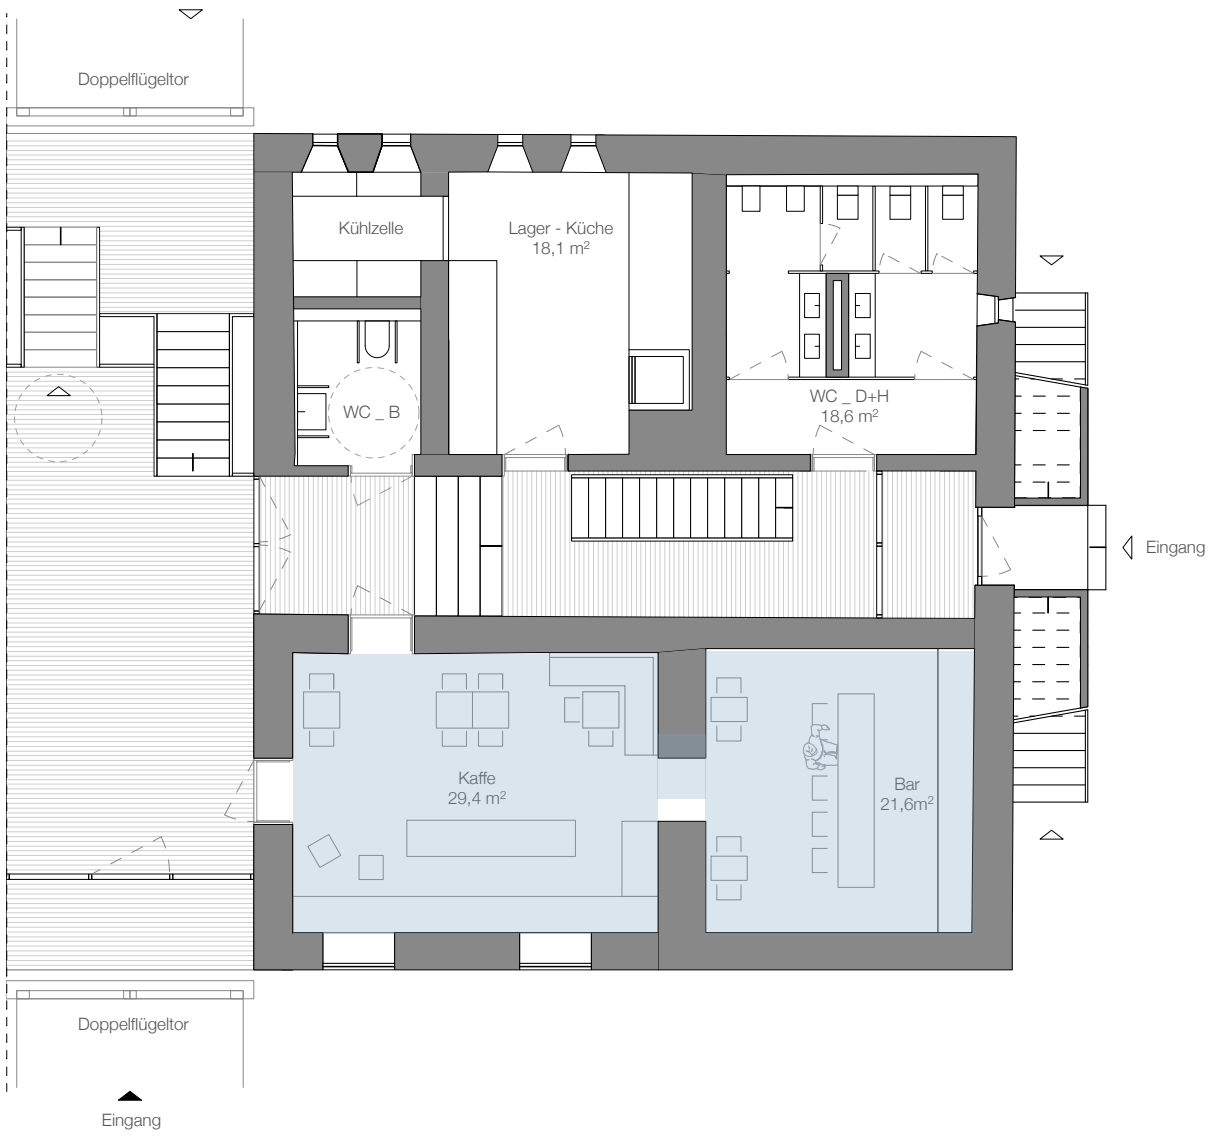 Doppelflügeltor
Kühlzelle
Lager - Küche
18,1 m²
WC _ B
WC _ D+H
18,6 m²
Eingang
Kaffe
29,4 m²
Bar
21,6m²
Doppelflügeltor
Eingang